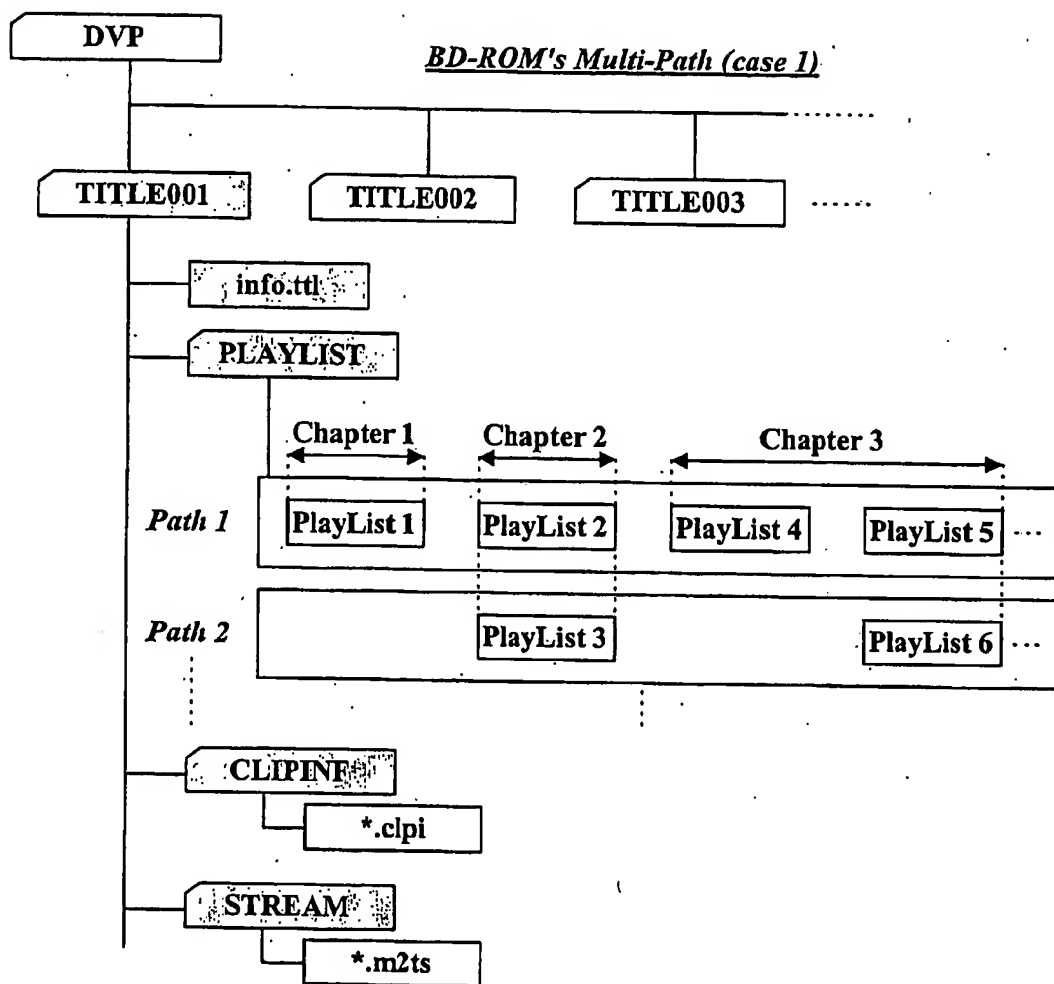 DVP
BD-ROM's Multi-Path (case 1)
TITLE001
TITLE002
TITLE003
info.ttl
PLAYLIST
Chapter 1
Chapter 2
Chapter 3
Path 1
PlayList 1
PlayList 2
PlayList 4
PlayList 5
Path 2
PlayList 3
PlayList 6
CLIPINF
*.clpi
STREAM
*.m2ts